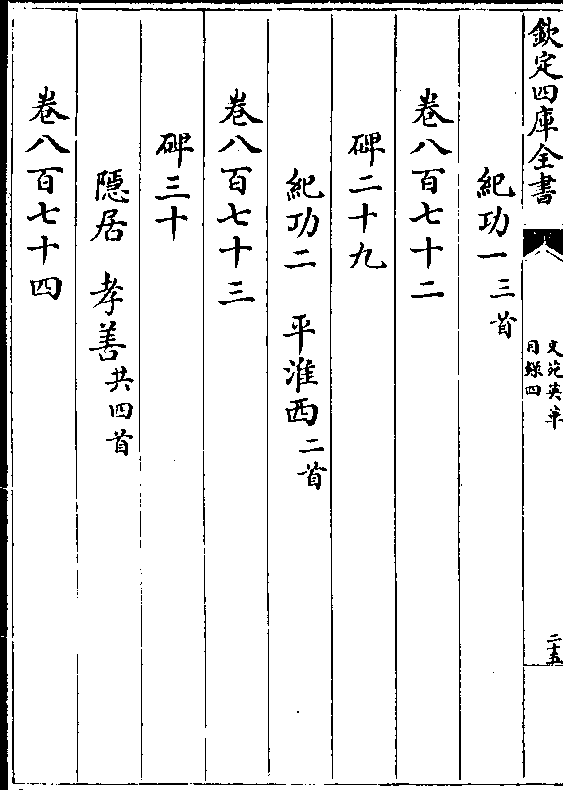 欽定四庫全書
文苑英華
目録四
二十五
紀功一三首
卷八百七十二
碑二十九
紀功二 平淮西二首
卷八百七十三
碑三十
隱居 孝善共四首
卷八百七十四